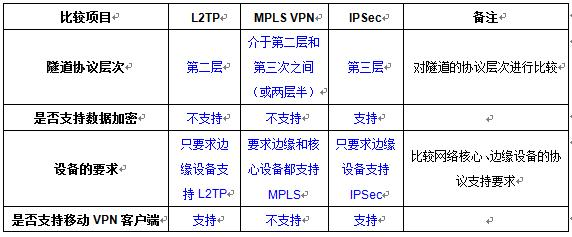 比较项目 L2TP MPLS VPN IPSec 备注
隧道协议层次 第二层 介于第二层和第三次之间（或两层半） 第三层 对隧道的协议层次进行比较
是否支持数据加密 不支持 不支持 支持
设备的要求 只要求边缘设备支持 L2TP 要求边缘和核心设备都支持 MPLS 只要求边缘设备支持 IPSec 比较网络核心、边缘设备的协议支持要求
是否支持移动 VPN 客户端 支持 不支持 支持